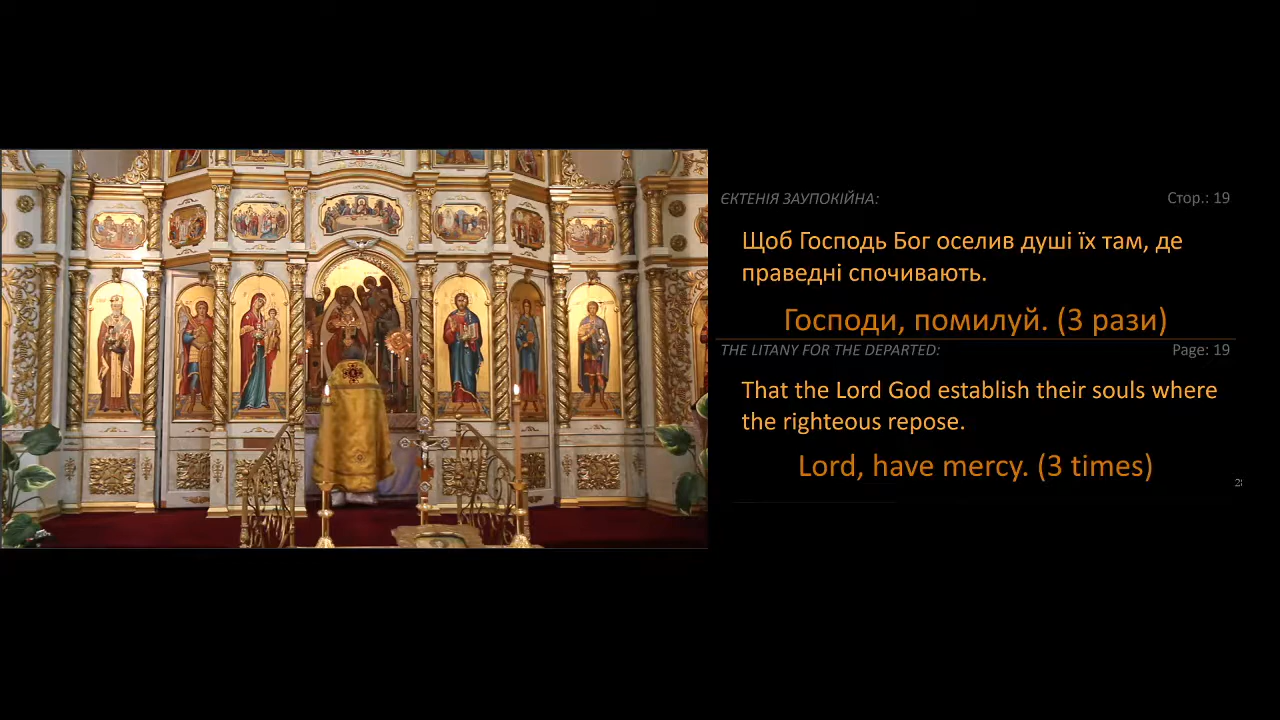 ЄКТЕНІЯ ЗАУПОКІЙНА: Стор.: 19
Щоб Господь Бог оселив душі їх там, де
праведні спочивають.
Господи, помилуй. (3 рази)
THE LITANY FOR THE DEPARTED: Page: 19
That the Lord God establish their souls where
the righteous repose.
Lord, have mercy. (3 times)